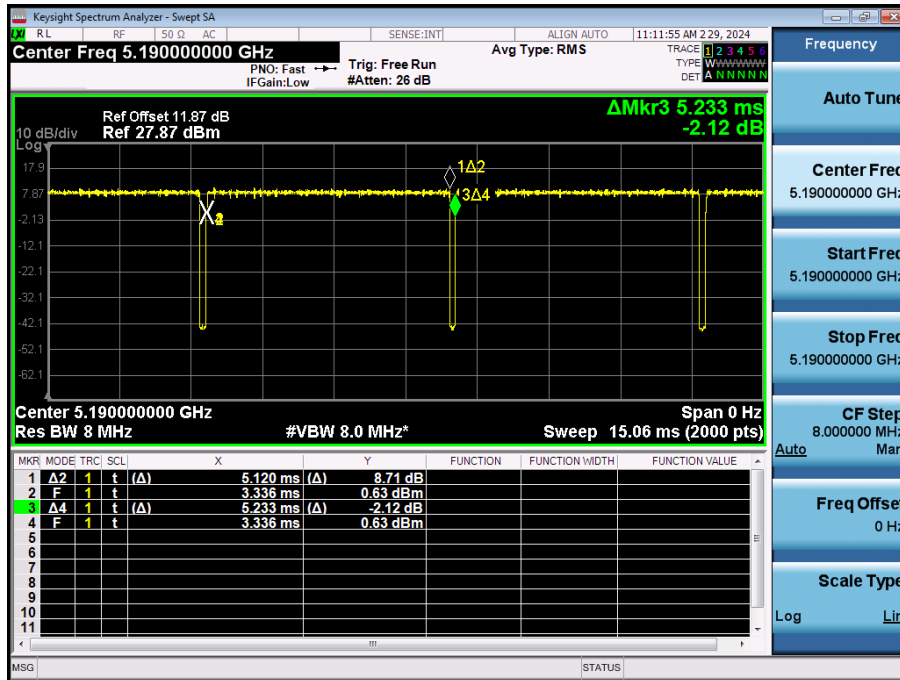 Keysight Spectrum Analyzer - Swept SA
LXI RL RF 50 Ω AC SENSE:INT ALIGN AUTO 11:11:55 AM 2 29, 2024
Center Freq 5.190000000 GHz Avg Type: RMS TRACE 1 2 3 4 5 6
PNO: Fast Trig: Free Run TYPE WWWWWW
IFGain:Low #Atten: 26 dB DET A N N N N N
ΔMkr3 5.233 ms
-2.12 dB
Ref Offset 11.87 dB
10 dB/div Ref 27.87 dBm
Log
17.9
7.87
-2.13
-12.1
-22.1
-32.1
-42.1
-52.1
-62.1
1Δ2
3Δ4
Center 5.190000000 GHz Span 0 Hz
Res BW 8 MHz #VBW 8.0 MHz* Sweep 15.06 ms (2000 pts)
MKR MODE TRC SCL X Y FUNCTION FUNCTION WIDTH FUNCTION VALUE
1 Δ2 1 t (Δ) 5.120 ms (Δ) 8.71 dB
2 F 1 t 3.336 ms 0.63 dBm
3 Δ4 1 t (Δ) 5.233 ms (Δ) -2.12 dB
4 F 1 t 3.336 ms 0.63 dBm
5
6
7
8
9
10
11
MSG STATUS
Frequency
Auto Tune
Center Freq
5.190000000 GHz
Start Freq
5.190000000 GHz
Stop Freq
5.190000000 GHz
CF Step
8.000000 MHz
Auto Man
Freq Offset
0 Hz
Scale Type
Log Lin